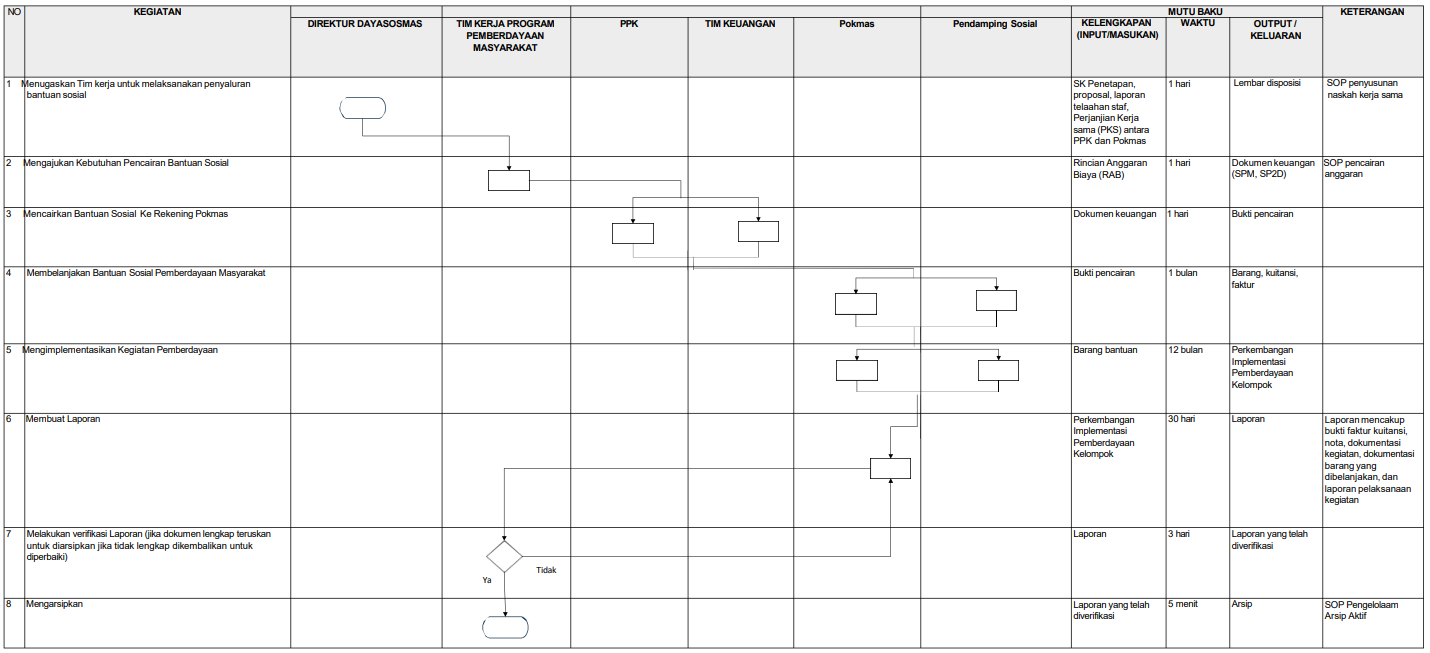 NO
KEGIATAN
MUTU BAKU
KETERANGAN
DIREKTUR DAYASOSMAS
TIM KERJA PROGRAM
PEMBERDAYAAN
MASYARAKAT
PPK
TIM KEUANGAN
Pokmas
Pendamping Sosial
KELENGKAPAN
(INPUT/MASUKAN)
WAKTU
OUTPUT /
KELUARAN
1
Menugaskan Tim kerja untuk melaksanakan penyaluran
bantuan sosial
SK Penetapan,
proposal, laporan
telaahan staf,
Perjanjian Kerja
sama (PKS) antara
PPK dan Pokmas
1 hari
Lembar disposisi
SOP penyusunan
naskah kerja sama
2
Mengajukan Kebutuhan Pencairan Bantuan Sosial
Rincian Anggaran
Biaya (RAB)
1 hari
Dokumen keuangan
(SPM, SP2D)
SOP pencairan
anggaran
3
Mencairkan Bantuan Sosial Ke Rekening Pokmas
Dokumen keuangan
1 hari
Bukti pencairan
4
Membelanjakan Bantuan Sosial Pemberdayaan Masyarakat
Bukti pencairan
1 bulan
Barang, kuitansi,
faktur
5
Mengimplementasikan Kegiatan Pemberdayaan
Barang bantuan
12 bulan
Perkembangan
Implementasi
Pemberdayaan
Kelompok
6
Membuat Laporan
Perkembangan
Implementasi
Pemberdayaan
Kelompok
30 hari
Laporan
Laporan mencakup
bukti faktur kuitansi,
nota, dokumentasi
kegiatan, dokumentasi
barang yang
dibelanjakan, dan
laporan pelaksanaan
kegiatan
7
Melakukan verifikasi Laporan (jika dokumen lengkap teruskan
untuk diarsipkan jika tidak lengkap dikembalikan untuk
diperbaiki)
Tidak
Ya
Laporan
3 hari
Laporan yang telah
diverifikasi
8
Mengarsipkan
Laporan yang telah
diverifikasi
5 menit
Arsip
SOP Pengelolaam
Arsip Aktif